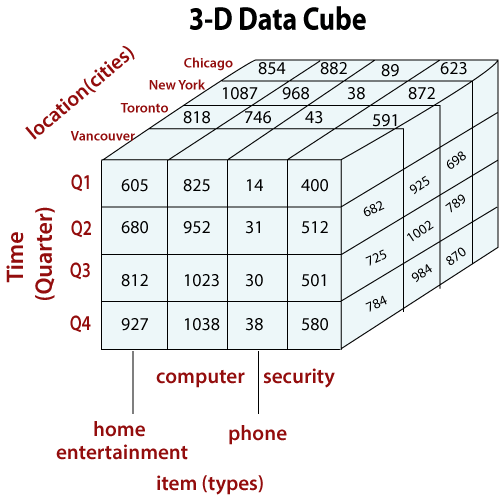 3-D Data Cube
location(cities)
Chicago 854 882 89 623
New York 1087 968 38 872
Toronto 818 746 43 591
Vancouver
Time
(Quarter)
Q1 605 825 14 400 682 925 698
Q2 680 952 31 512 725 1002 789
Q3 812 1023 30 501 784 984 870
Q4 927 1038 38 580
computer security
home
entertainment
phone
item (types)